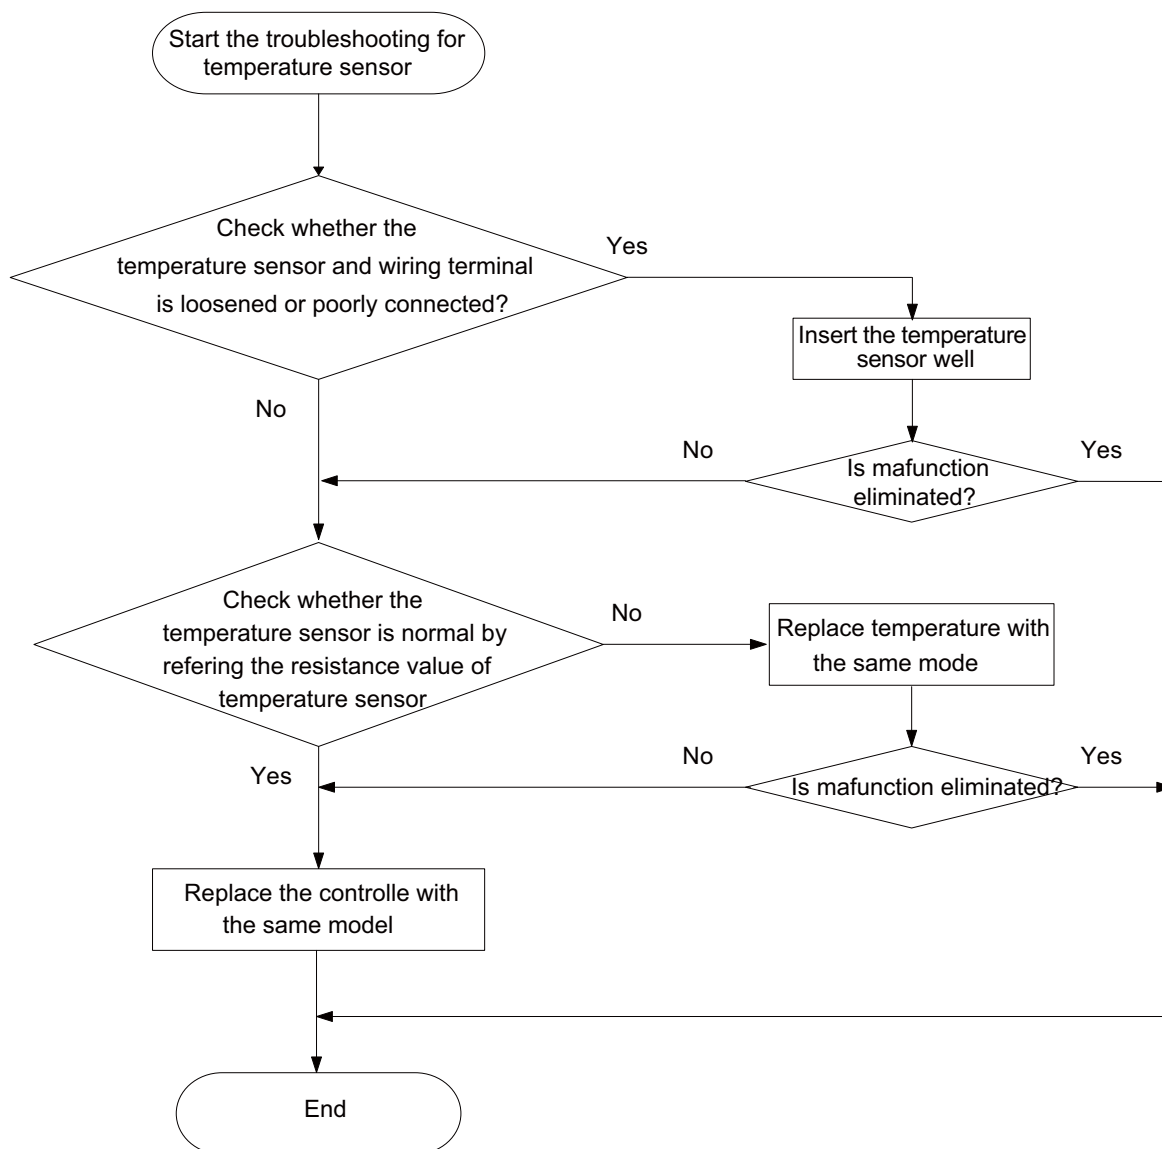 Start the troubleshooting for
temperature sensor
Check whether the
temperature sensor and wiring terminal
is loosened or poorly connected?
Yes
Insert the temperature
sensor well
No
No
Is mafunction
eliminated?
Yes
Check whether the
temperature sensor is normal by
refering the resistance value of
temperature sensor
No
Replace temperature with
the same mode
Yes
No
Is mafunction eliminated?
Yes
Replace the controlle with
the same model
End